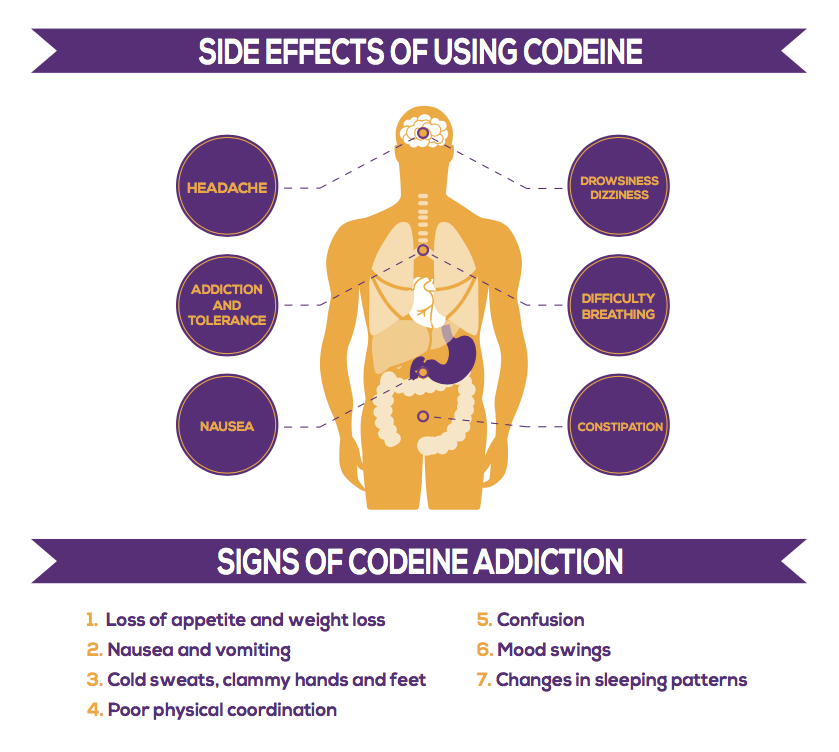 SIDE EFFECTS OF USING CODEINE
HEADACHE
DROWSINESS
DIZZINESS
ADDICTION
AND
TOLERANCE
DIFFICULTY
BREATHING
NAUSEA
CONSTIPATION
SIGNS OF CODEINE ADDICTION
1. Loss of appetite and weight loss
2. Nausea and vomiting
3. Cold sweats, clammy hands and feet
4. Poor physical coordination
5. Confusion
6. Mood swings
7. Changes in sleeping patterns